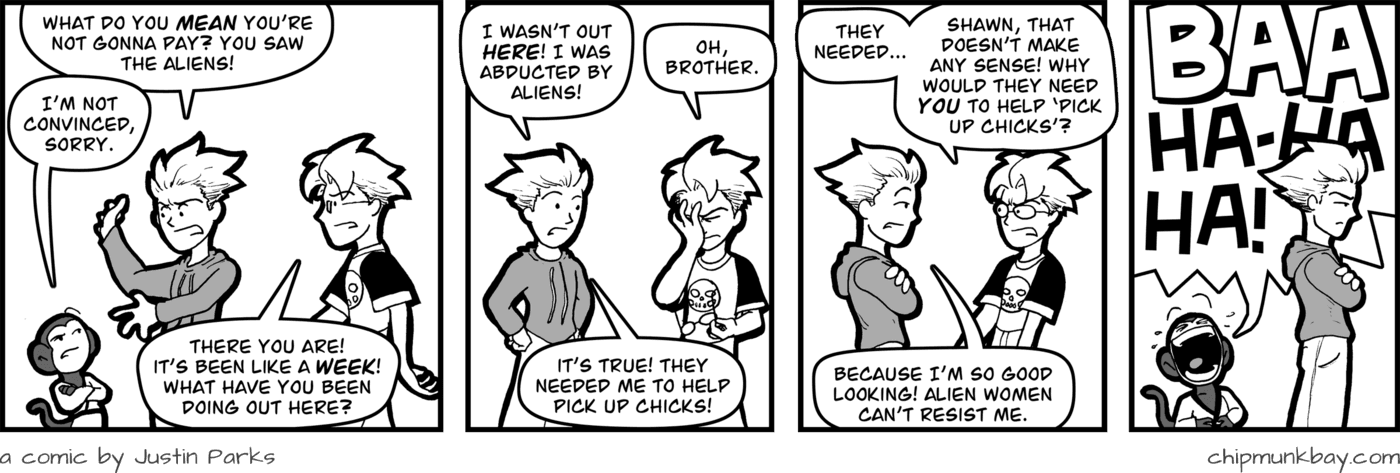 WHAT DO YOU MEAN YOU'RE
NOT GONNA PAY? YOU SAW
THE ALIENS!
I'M NOT
CONVINCED,
SORRY.
THERE YOU ARE!
IT'S BEEN LIKE A WEEK!
WHAT HAVE YOU BEEN
DOING OUT HERE?
I WASN'T OUT
HERE! I WAS
ABDUCTED BY
ALIENS!
OH,
BROTHER.
IT'S TRUE! THEY
NEEDED ME TO HELP
PICK UP CHICKS!
THEY
NEEDED...
SHAWN, THAT
DOESN'T MAKE
ANY SENSE! WHY
WOULD THEY NEED
YOU TO HELP 'PICK
UP CHICKS'?
BECAUSE I'M SO GOOD
LOOKING! ALIEN WOMEN
CAN'T RESIST ME.
BAA
HA-HA
HA!
a comic by Justin Parks
chipmunkbay.com